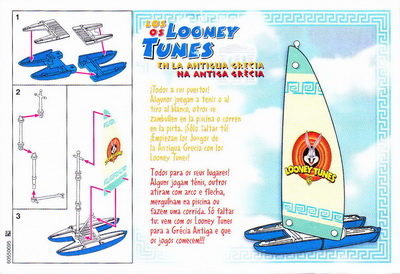 LOS
OS LOONEY
TUNES
EN LA ANTIGUA GRECIA
NA ANTIGA GRÉCIA
1
2
3
¡Todos a sus puestos!
Algunos juegan a tenis o al
tiro al blanco, otros se
zambullen en la piscina o corren
en la pista. ¡Sólo faltas tú!
¡Empiezan los Juegos de
la Antigua Grecia con los
Looney Tunes!
Todos para os seus lugares!
Alguns jogam ténis, outros
atiram com arco e flecha,
mergulham na piscina ou
fazem uma corrida. Só faltas
tu: vem com os Looney Tunes
para a Grécia Antiga e que
os jogos comecem!!!
LOONEY TUNES